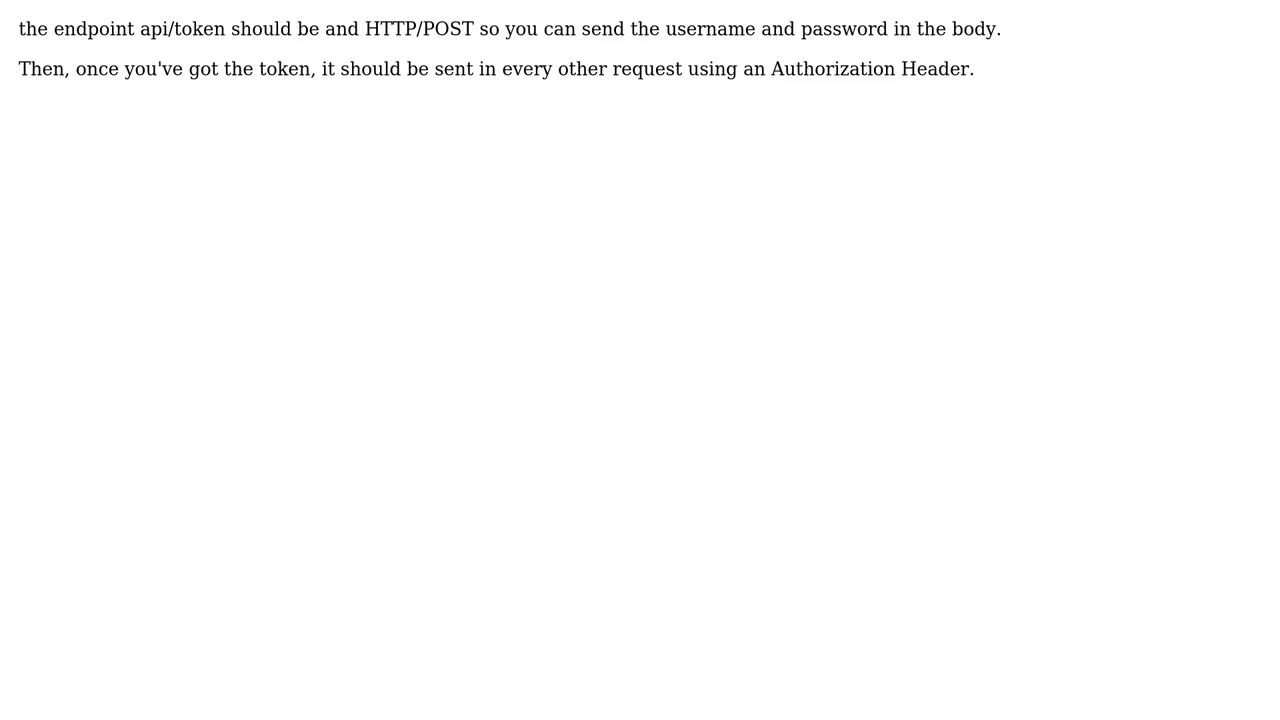 the endpoint api/token should be and HTTP/POST so you can send the username and password in the body.
Then, once you've got the token, it should be sent in every other request using an Authorization Header.